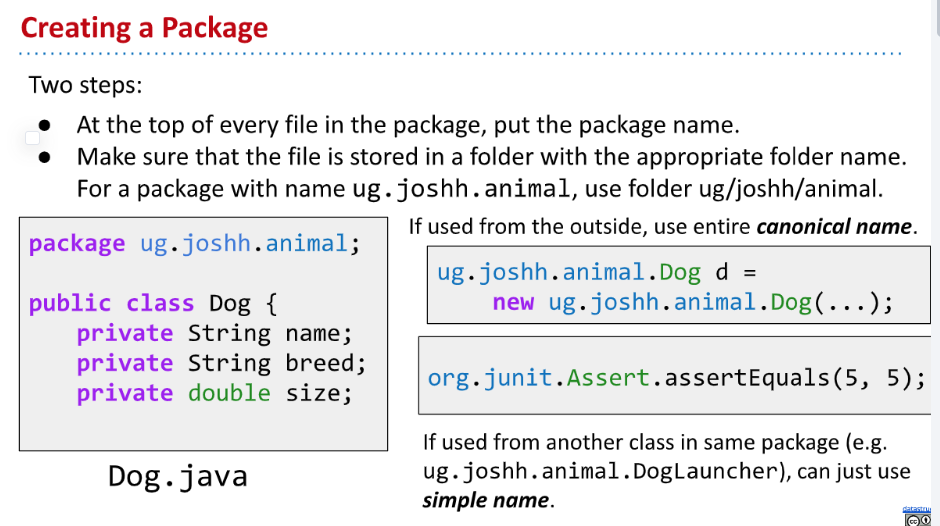 Creating a Package
Two steps:
● At the top of every file in the package, put the package name.
● Make sure that the file is stored in a folder with the appropriate folder name.
For a package with name ug.joshh.animal, use folder ug/joshh/animal.
package ug.joshh.animal;
public class Dog {
private String name;
private String breed;
private double size;
Dog.java
If used from the outside, use entire canonical name.
ug.joshh.animal.Dog d =
new ug.joshh.animal.Dog(...);
org.junit.Assert.assertEquals(5, 5);
If used from another class in same package (e.g.
ug.joshh.animal.DogLauncher), can just use
simple name.
datastru